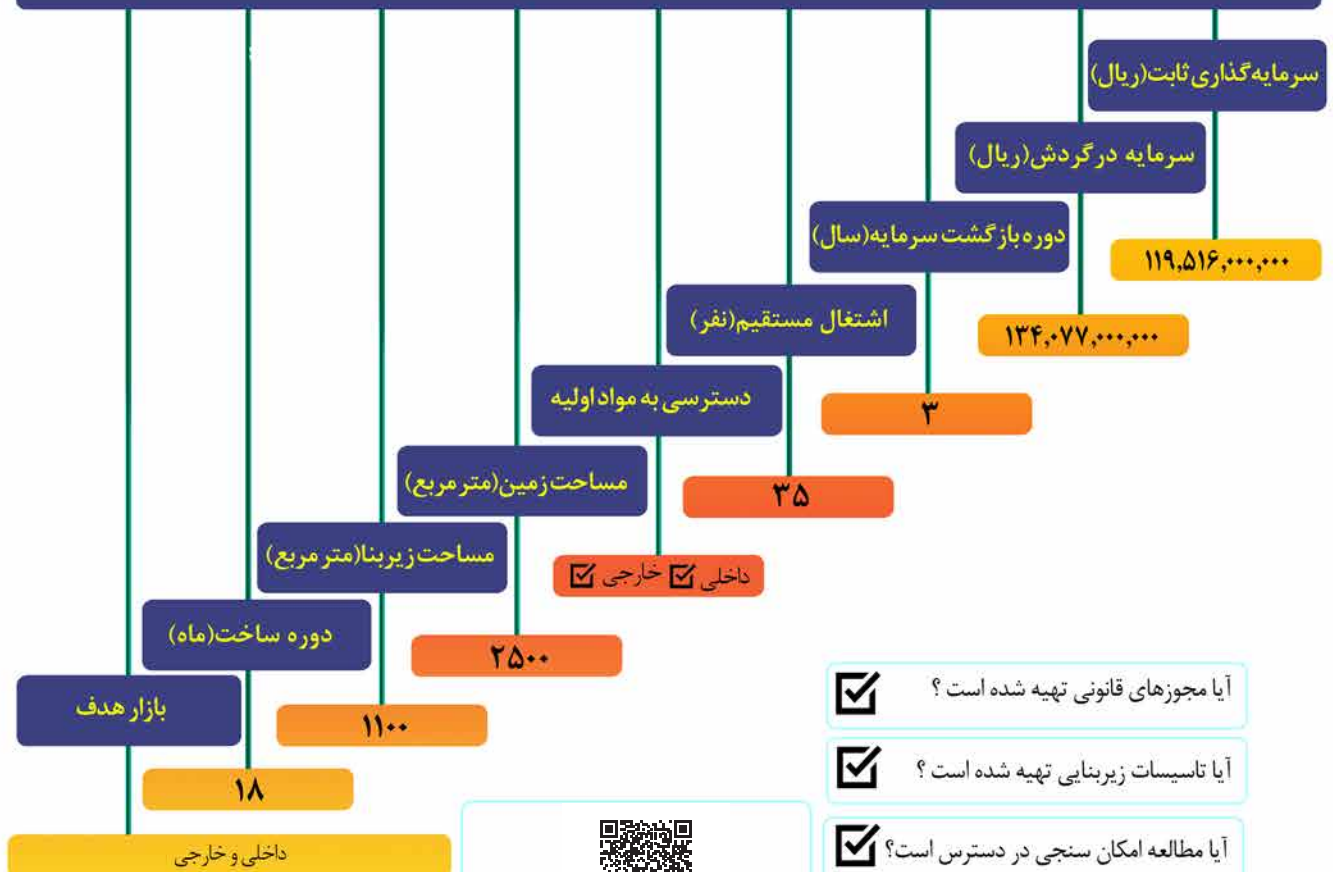 سرمایه‌گذاری ثابت(ریال)
۱۱۹,۵۱۶,۰۰۰,۰۰۰
سرمایه در گردش(ریال)
۱۳۴,۰۷۷,۰۰۰,۰۰۰
دوره بازگشت سرمایه(سال)
۳
اشتغال مستقیم(نفر)
۳۵
دسترسی به مواد اولیه
داخلی ☑ خارجی ☑
مساحت زمین(متر مربع)
۲۵۰۰
مساحت زیربنا(متر مربع)
۱۱۰۰
دوره ساخت(ماه)
۱۸
بازار هدف
داخلی و خارجی
آیا مجوزهای قانونی تهیه شده است ؟ ☑
آیا تاسیسات زیربنایی تهیه شده است ؟ ☑
آیا مطالعه امکان سنجی در دسترس است؟ ☑